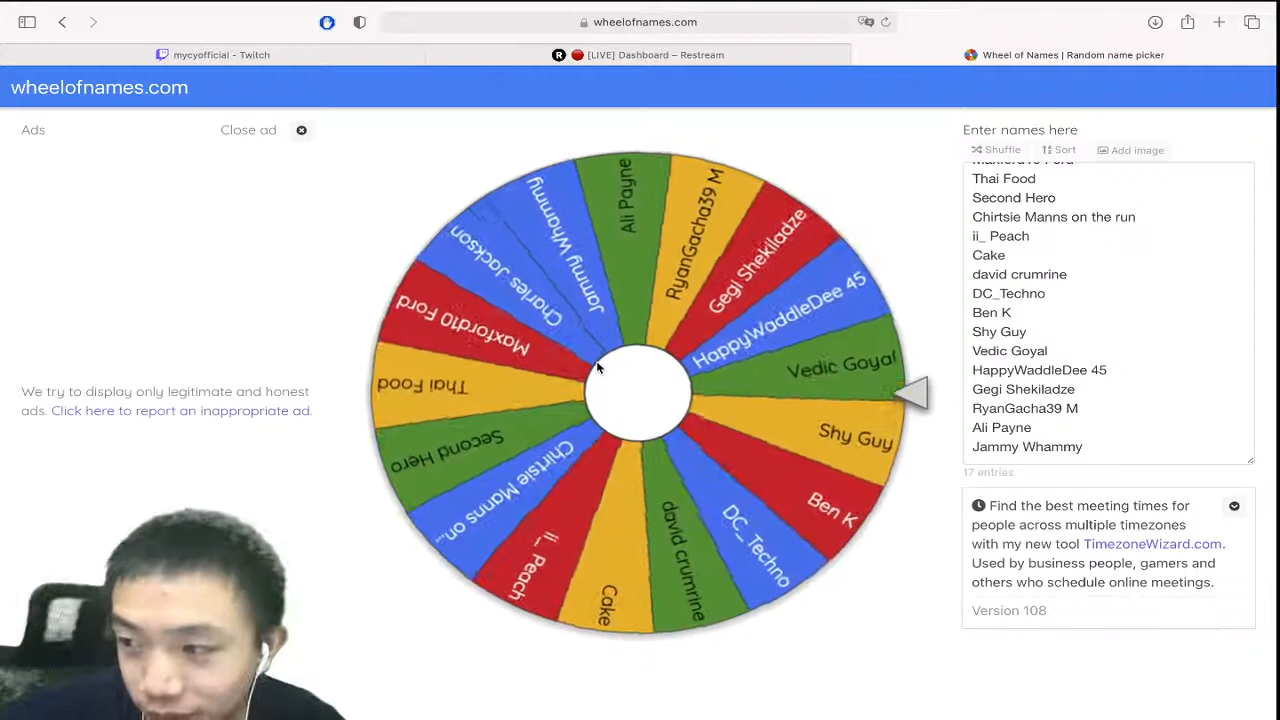 wheelofnames.com
mycyofficial - Twitch
R [LIVE] Dashboard – Restream
Wheel of Names | Random name picker
wheelofnames.com
Ads
Close ad
We try to display only legitimate and honest
ads. Click here to report an inappropriate ad.
Ali Payne
RyanGacha39 M
Gegi Shekiladze
HappyWaddleDee 45
Vedic Goyal
Shy Guy
Ben K
DC_Techno
david crumrine
Cake
ii_ Peach
Chirtsie Manns on...
Second Hero
Thai Food
Maxford10 Ford
Charles Jackson
Jammy Whammy
Enter names here
Shuffle
Sort
Add image
Maxford10 Ford
Thai Food
Second Hero
Chirtsie Manns on the run
ii_ Peach
Cake
david crumrine
DC_Techno
Ben K
Shy Guy
Vedic Goyal
HappyWaddleDee 45
Gegi Shekiladze
RyanGacha39 M
Ali Payne
Jammy Whammy
17 entries
Find the best meeting times for
people across multiple timezones
with my new tool TimezoneWizard.com.
Used by business people, gamers and
others who schedule online meetings.
Version 108